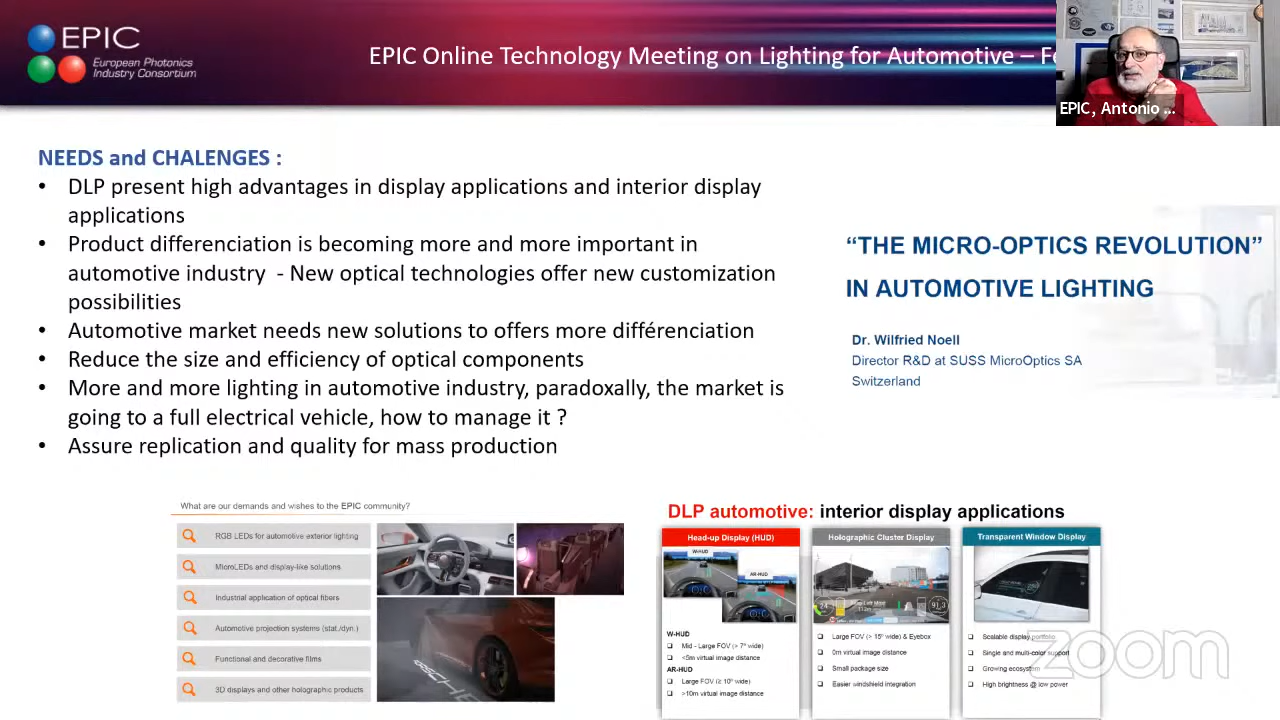 EPIC
European Photonics
Industry Consortium
EPIC Online Technology Meeting on Lighting for Automotive –
EPIC, Antonio ...
NEEDS and CHALENGES :
• DLP present high advantages in display applications and interior display
applications
• Product differenciation is becoming more and more important in
automotive industry - New optical technologies offer new customization
possibilities
• Automotive market needs new solutions to offers more différenciation
• Reduce the size and efficiency of optical components
• More and more lighting in automotive industry, paradoxally, the market is
going to a full electrical vehicle, how to manage it ?
• Assure replication and quality for mass production
“THE MICRO-OPTICS REVOLUTION”
IN AUTOMOTIVE LIGHTING
Dr. Wilfried Noell
Director R&D at SUSS MicroOptics SA
Switzerland
What are our demands and wishes to the EPIC community?
RGB LEDs for automotive exterior lighting
MicroLEDs and display-like solutions
Industrial application of optical fibers
Automotive projection systems (stat./dyn.)
Functional and decorative films
3D displays and other holographic products
DLP automotive: interior display applications
Head-up Display (HUD)
W-HUD
AR-HUD
W-HUD
Mid - Large FOV (> 7° wide)
<5m virtual image distance
AR-HUD
Large FOV (≥ 10° wide)
>10m virtual image distance
Holographic Cluster Display
Large FOV (> 15° wide) & Eyebox
0m virtual image distance
Small package size
Easier windshield integration
Transparent Window Display
Scalable display portfolio
Single and multi-color support
Growing ecosystem
High brightness @ low power
zoom